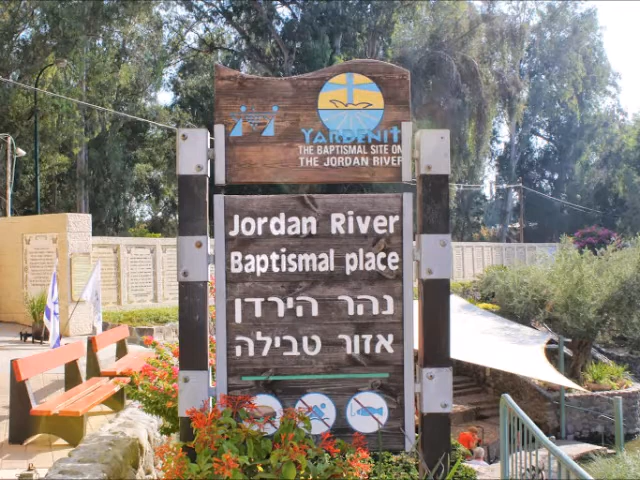 YARDENIT
THE BAPTISMAL SITE ON
THE JORDAN RIVER
Jordan River
Baptismal place
נהר הירדן
אזור טבילה